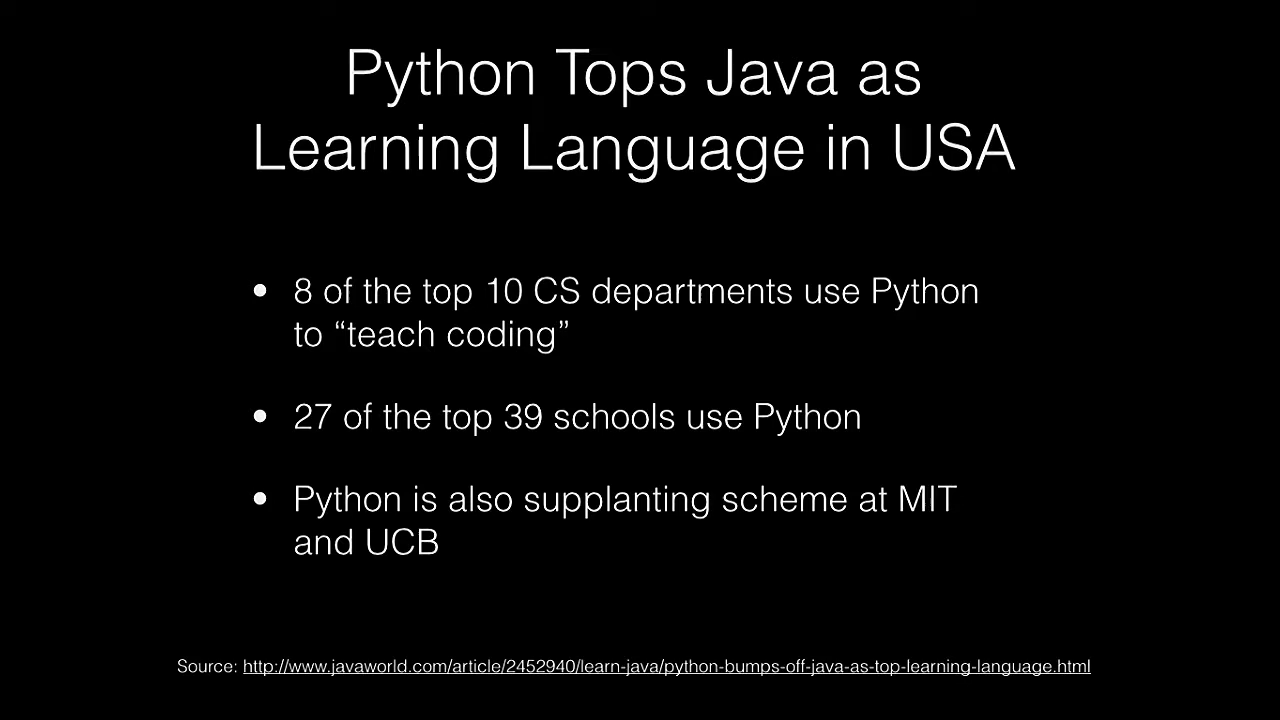 Python Tops Java as
Learning Language in USA
• 8 of the top 10 CS departments use Python
to “teach coding”
• 27 of the top 39 schools use Python
• Python is also supplanting scheme at MIT
and UCB
Source: http://www.javaworld.com/article/2452940/learn-java/python-bumps-off-java-as-top-learning-language.html